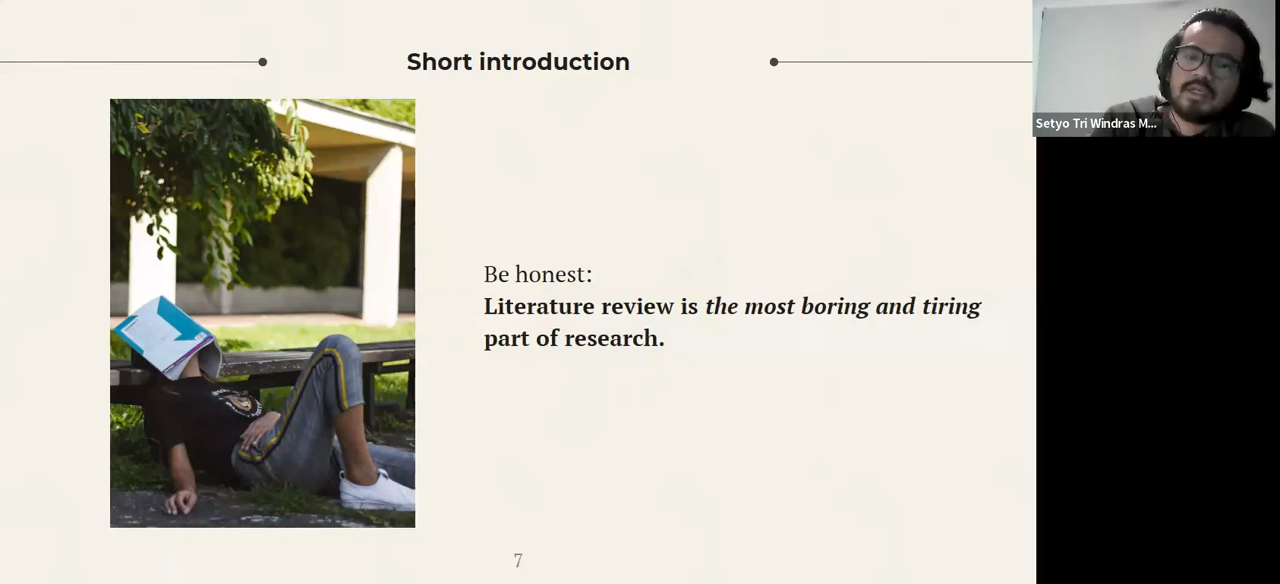 Short introduction
Setyo Tri Windras M...
Be honest:
Literature review is the most boring and tiring
part of research.
7